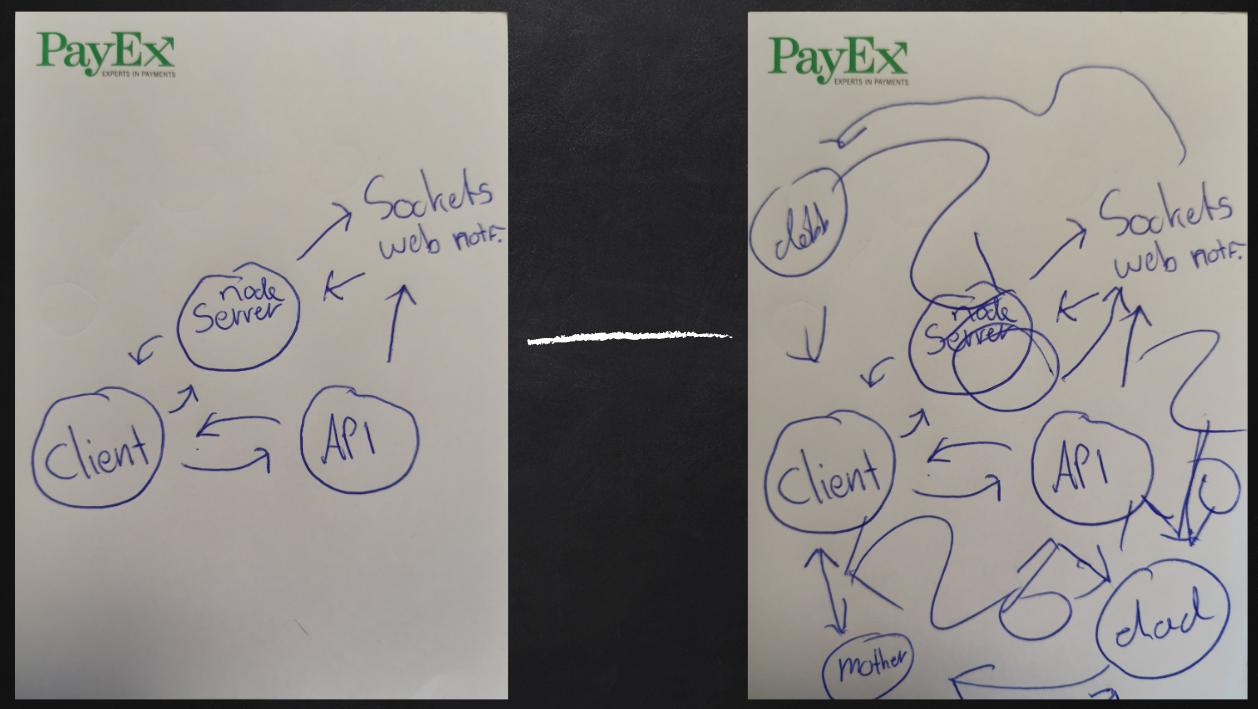 PayEx
EXPERTS IN PAYMENTS
Sockets
web notf.
node
Server
Client
API
PayEx
EXPERTS IN PAYMENTS
Sockets
web notf.
node
Server
Client
API
dad
mother